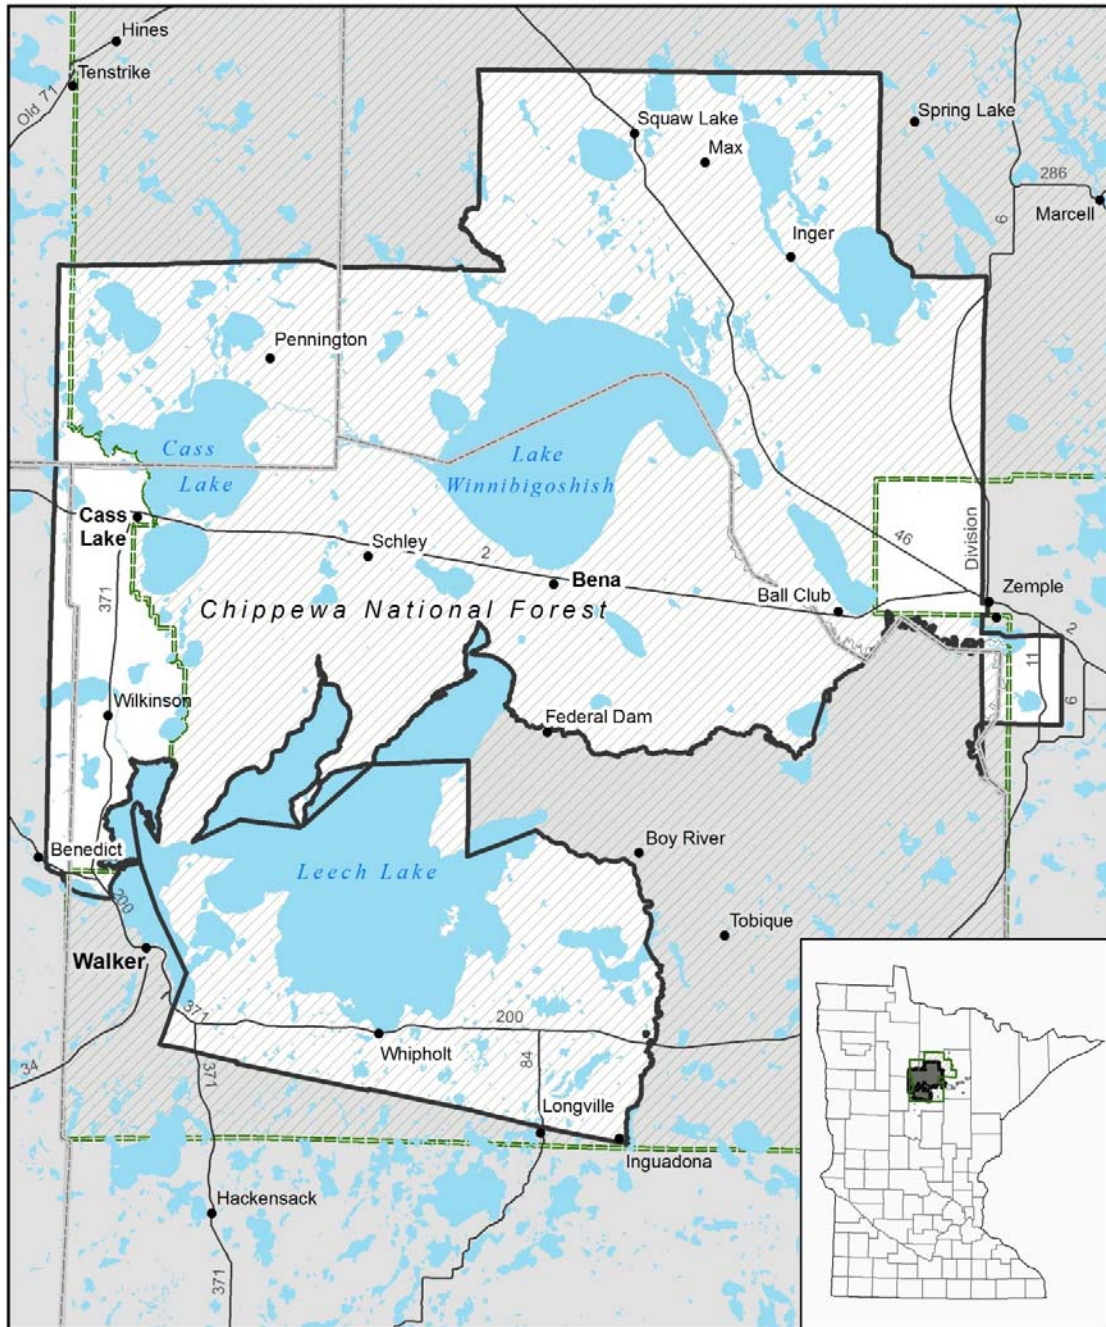 Hines
Tenstrike
Old 71
Spring Lake
Squaw Lake
Max
286
Marcell
6
Inger
Pennington
Cass
Lake
Lake
Winnibigoshish
Cass
Lake
Schley
2
46
Division
371
Bena
Ball Club
Zemple
Chippewa National Forest
2
11
6
Wilkinson
Federal Dam
Benedict
Boy River
Leech Lake
200
Tobique
Walker
371
200
Whipholt
34
371
84
Longville
Inguadona
Hackensack
371